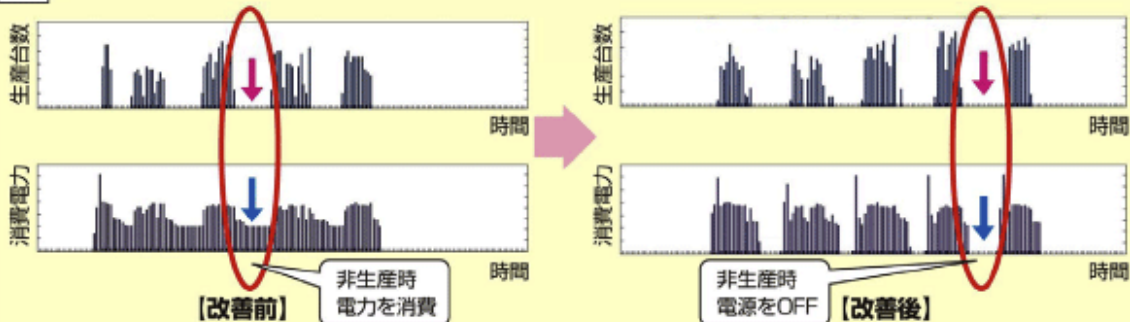 生産台数
時間
消費電力
時間
非生産時
電力を消費
【改善前】
生産台数
時間
消費電力
時間
非生産時
電源をOFF
【改善後】